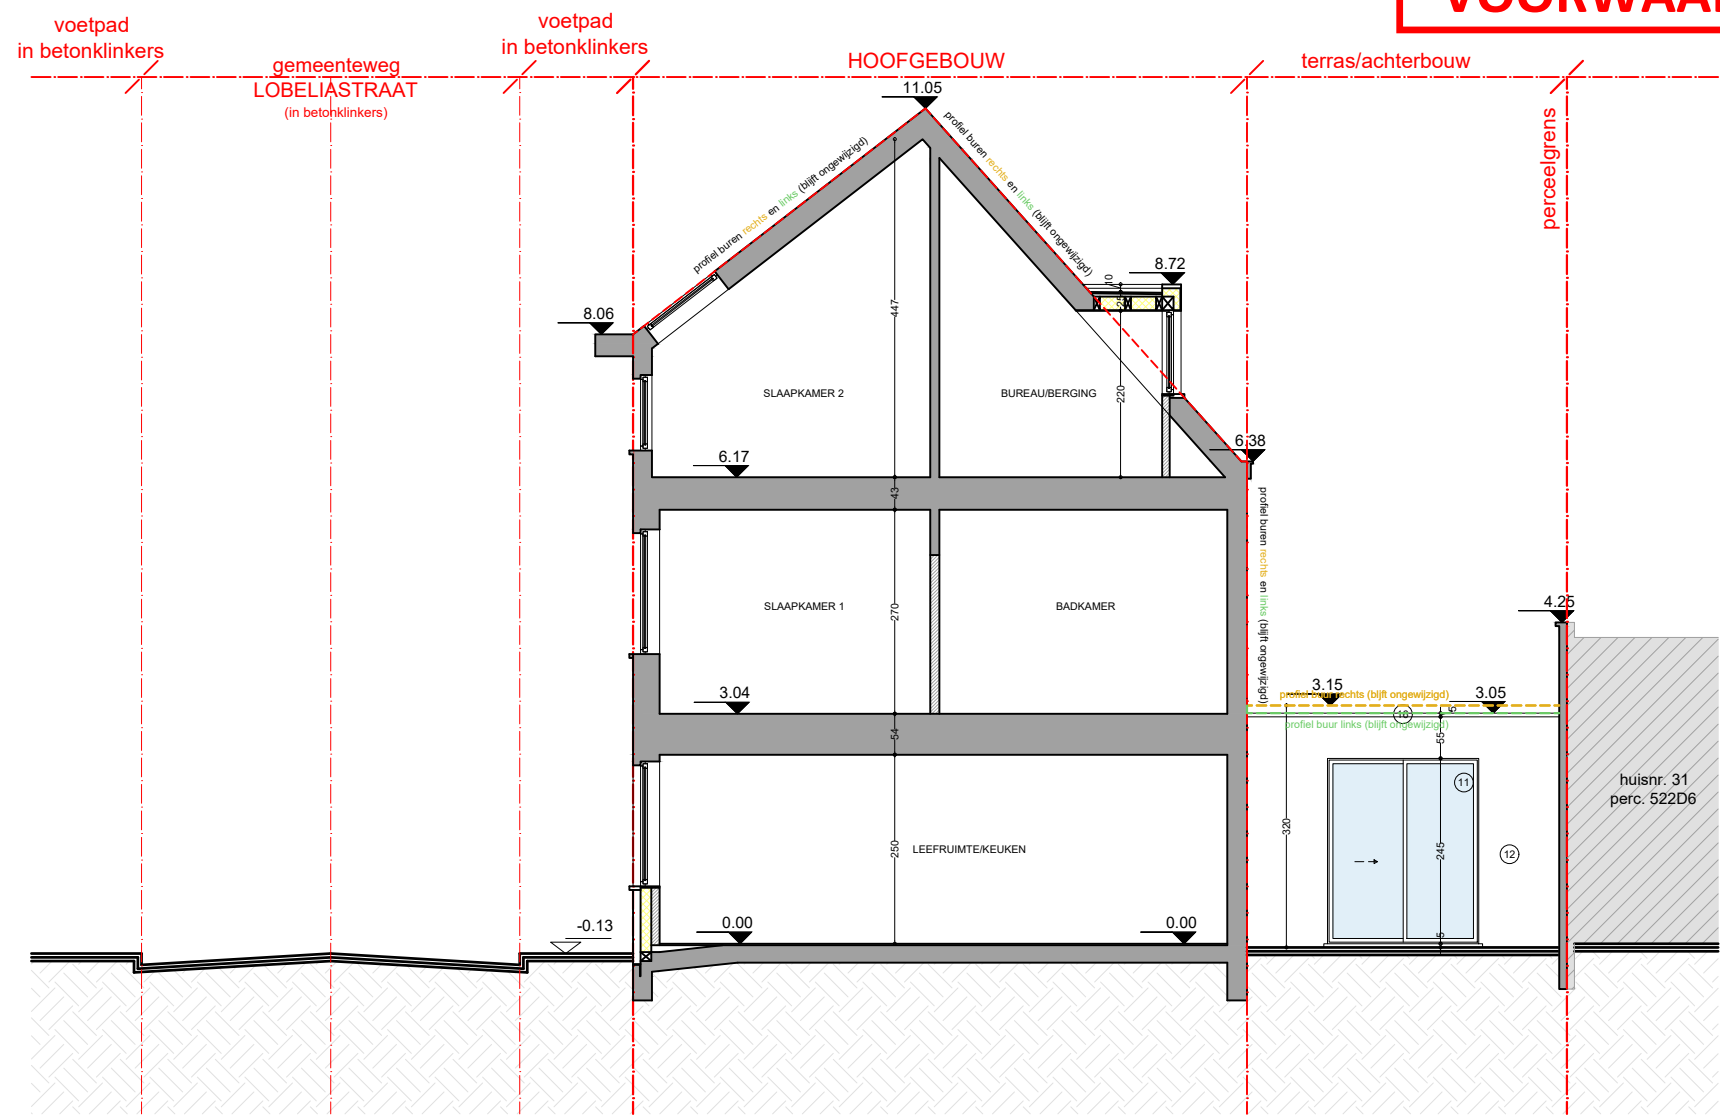 voetpad
in betonklinkers
gemeenteweg
LOBELIASTRAAT
(in betonklinkers)
voetpad
in betonklinkers
HOOFGEBOUW
terras/achterbouw
perceelgrens
11.05
profiel buren rechts en links (blijft ongewijzigd)
profiel buren rechts en links (blijft ongewijzigd)
8.72
10
8.06
447
220
SLAAPKAMER 2
BUREAU/BERGING
6.38
6.17
43
profiel buren rechts en links (blijft ongewijzigd)
270
SLAAPKAMER 1
BADKAMER
4.25
3.04
3.15
3.05
profiel buur rechts (blijft ongewijzigd)
5
profiel buur links (blijft ongewijzigd)
54
55
11
huisnr. 31
perc. 522D6
320
250
245
LEEFRUIMTE/KEUKEN
12
-0.13
0.00
0.00
5